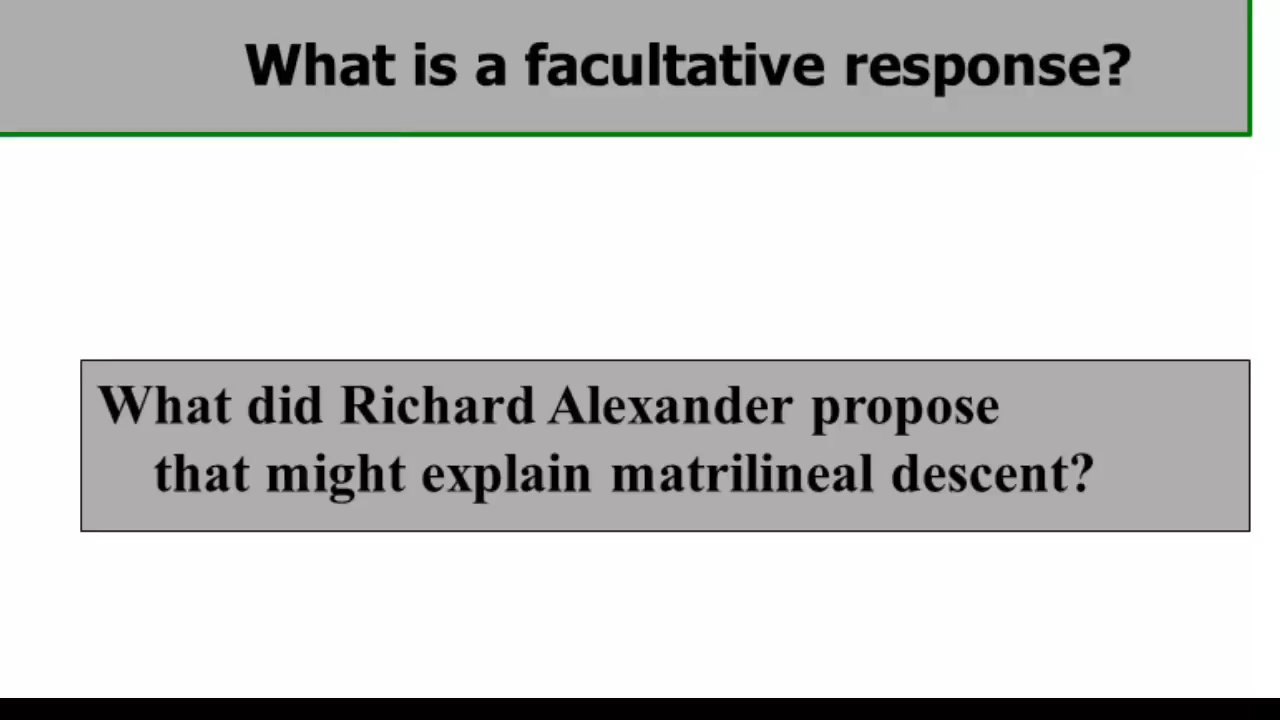 What is a facultative response?
What did Richard Alexander propose
that might explain matrilineal descent?